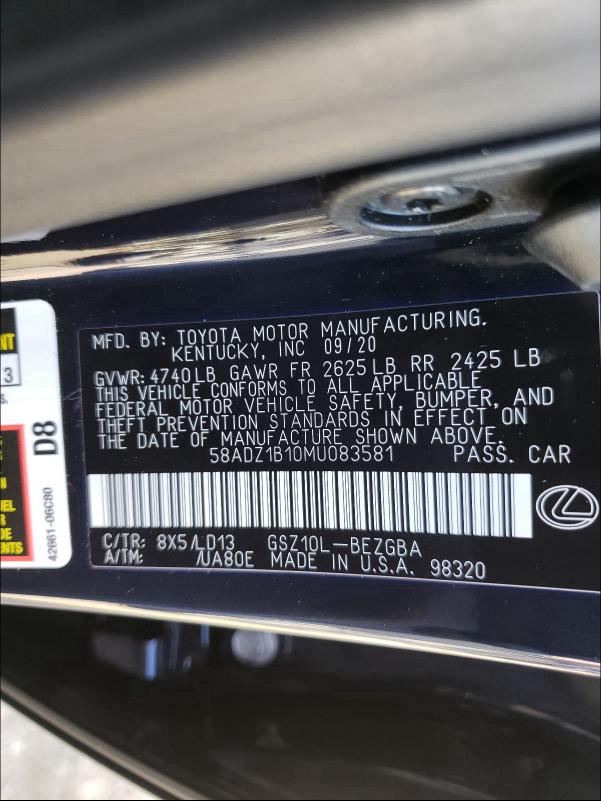 MFD. BY: TOYOTA MOTOR MANUFACTURING.
KENTUCKY, INC 09/20
GVWR: 4740 LB GAWR FR 2625 LB RR 2425 LB
THIS VEHICLE CONFORMS TO ALL APPLICABLE
FEDERAL MOTOR VEHICLE SAFETY, BUMPER, AND
THEFT PREVENTION STANDARDS IN EFFECT ON
THE DATE OF MANUFACTURE SHOWN ABOVE.
58ADZ1B10MU083581 PASS. CAR
C/TR: 8X5/LD13 GSZ10L-BEZGBA
A/TM: /UA80E MADE IN U.S.A. 98320
D8
42661-06C80